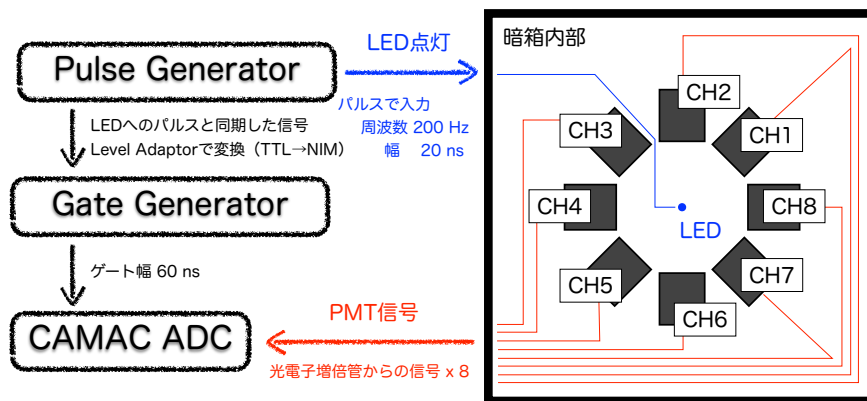 Pulse Generator
LED点灯
パルスで入力
周波数 200 Hz
幅 20 ns
LEDへのパルスと同期した信号
Level Adaptorで変換（TTL→NIM）
Gate Generator
ゲート幅 60 ns
CAMAC ADC
PMT信号
光電子増倍管からの信号 x 8
暗箱内部
CH2
CH3
CH1
CH4
CH8
LED
CH5
CH7
CH6